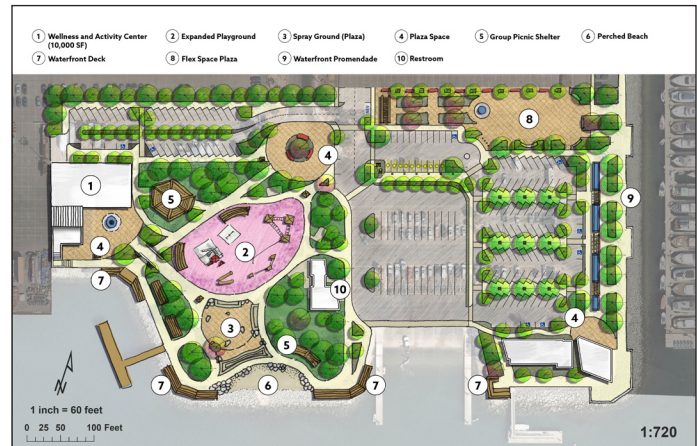 1 Wellness and Activity Center (10,000 SF)
2 Expanded Playground
3 Spray Ground (Plaza)
4 Plaza Space
5 Group Picnic Shelter
6 Perched Beach
7 Waterfront Deck
8 Flex Space Plaza
9 Waterfront Promendade
10 Restroom
8
4
1
5
9
4
2
7
10
3
4
5
7
6
7
7
N
1 inch = 60 feet
0 25 50 100 Feet
1:720